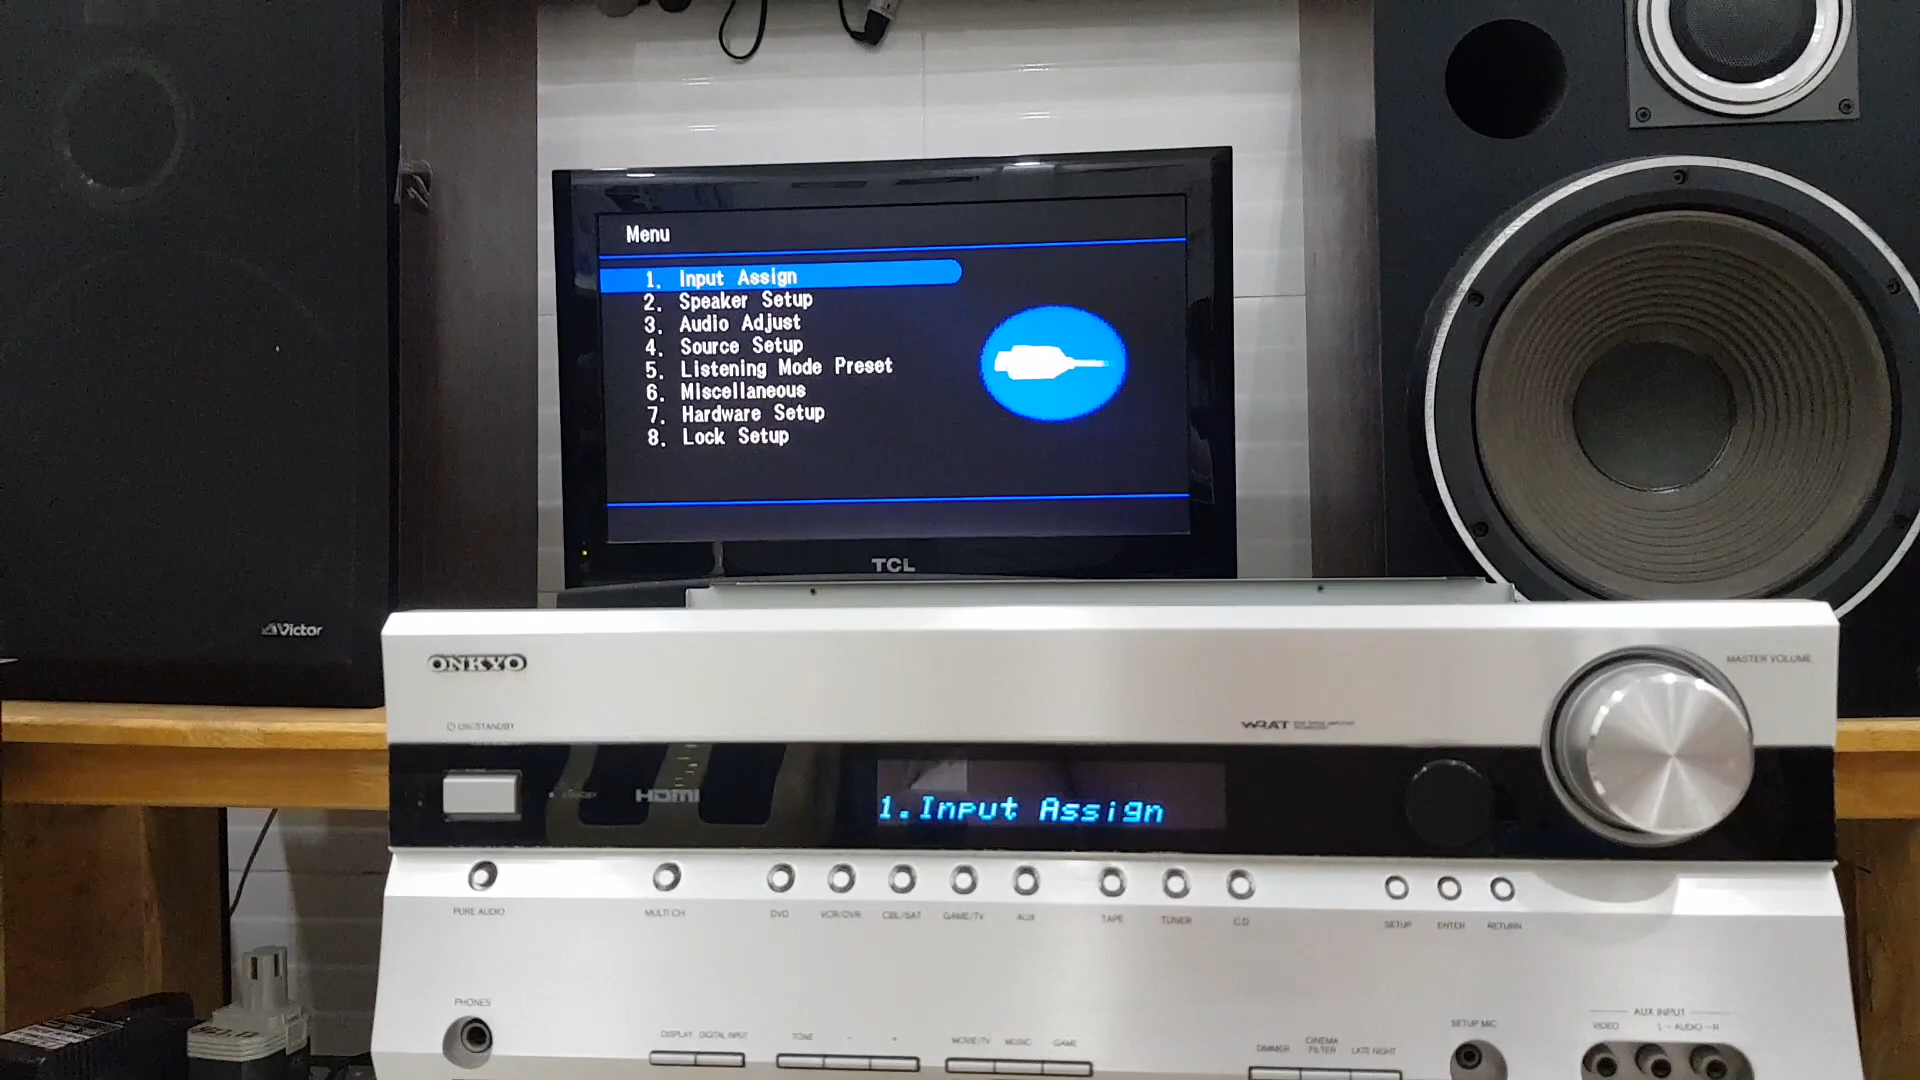 Menu
1. Input Assign
2. Speaker Setup
3. Audio Adjust
4. Source Setup
5. Listening Mode Preset
6. Miscellaneous
7. Hardware Setup
8. Lock Setup
TCL
Victor
ONKYO
MASTER VOLUME
ON/STANDBY
WRAT
STANDBY
HDMI
1.Input Assign
PURE AUDIO
MULTI CH
DVD
VCR/DVR
CBL/SAT
GAME/TV
AUX
TAPE
TUNER
CD
SETUP
ENTER
RETURN
PHONES
DISPLAY
DIGITAL INPUT
TONE
-
+
MOVIE/TV
MUSIC
GAME
DIMMER
CINEMA FILTER
LATE NIGHT
SETUP MIC
AUX INPUT
VIDEO
L-AUDIO-R